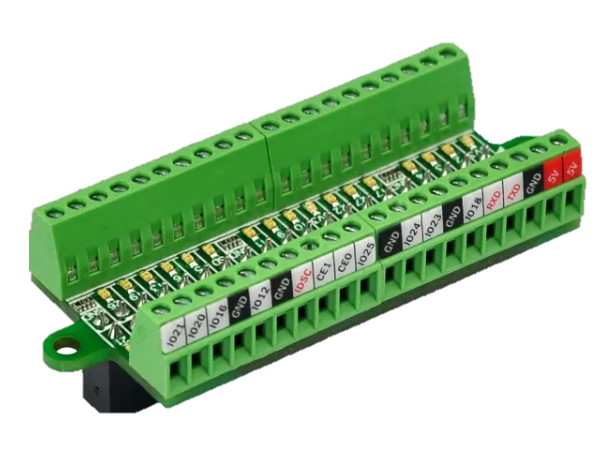 IO21
IO20
IO16
GND
IO12
GND
IDSC
CE1
CE0
IO25
GND
IO24
IO23
GND
IO18
RXD
TXD
GND
5V
5V